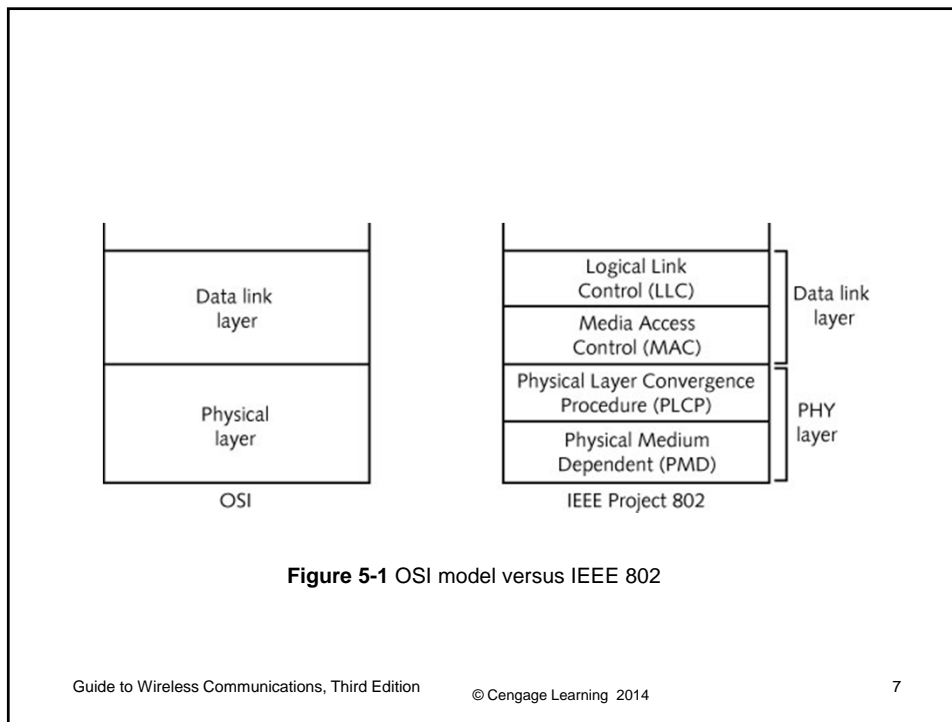 Data link
layer
Physical
layer
OSI
Logical Link
Control (LLC)
Media Access
Control (MAC)
Physical Layer Convergence
Procedure (PLCP)
Physical Medium
Dependent (PMD)
IEEE Project 802
Data link
layer
PHY
layer
Figure 5-1 OSI model versus IEEE 802
Guide to Wireless Communications, Third Edition
© Cengage Learning 2014
7